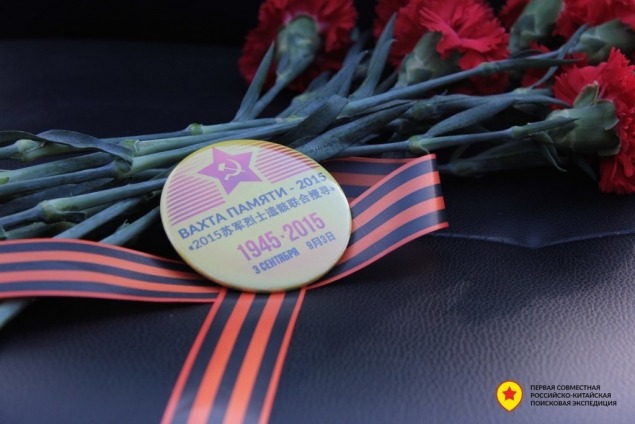 ВАХТА ПАМЯТИ - 2015
«2015苏军烈士遗骸联合搜寻»
1945-2015
3 СЕНТЯБРЯ 9月3日
ПЕРВАЯ СОВМЕСТНАЯ
РОССИЙСКО-КИТАЙСКАЯ
ПОИСКОВАЯ ЭКСПЕДИЦИЯ